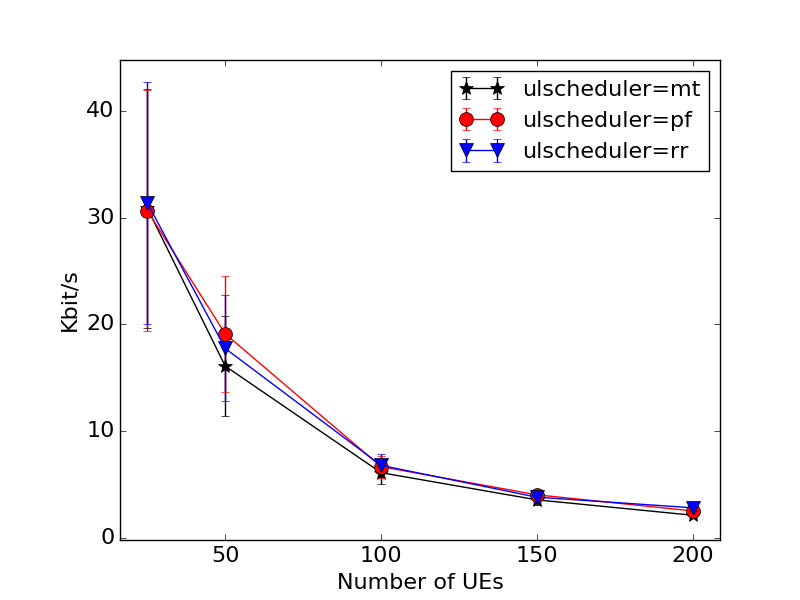 ulscheduler=mt
ulscheduler=pf
ulscheduler=rr
40
30
20
10
0
Kbit/s
50 100 150 200
Number of UEs